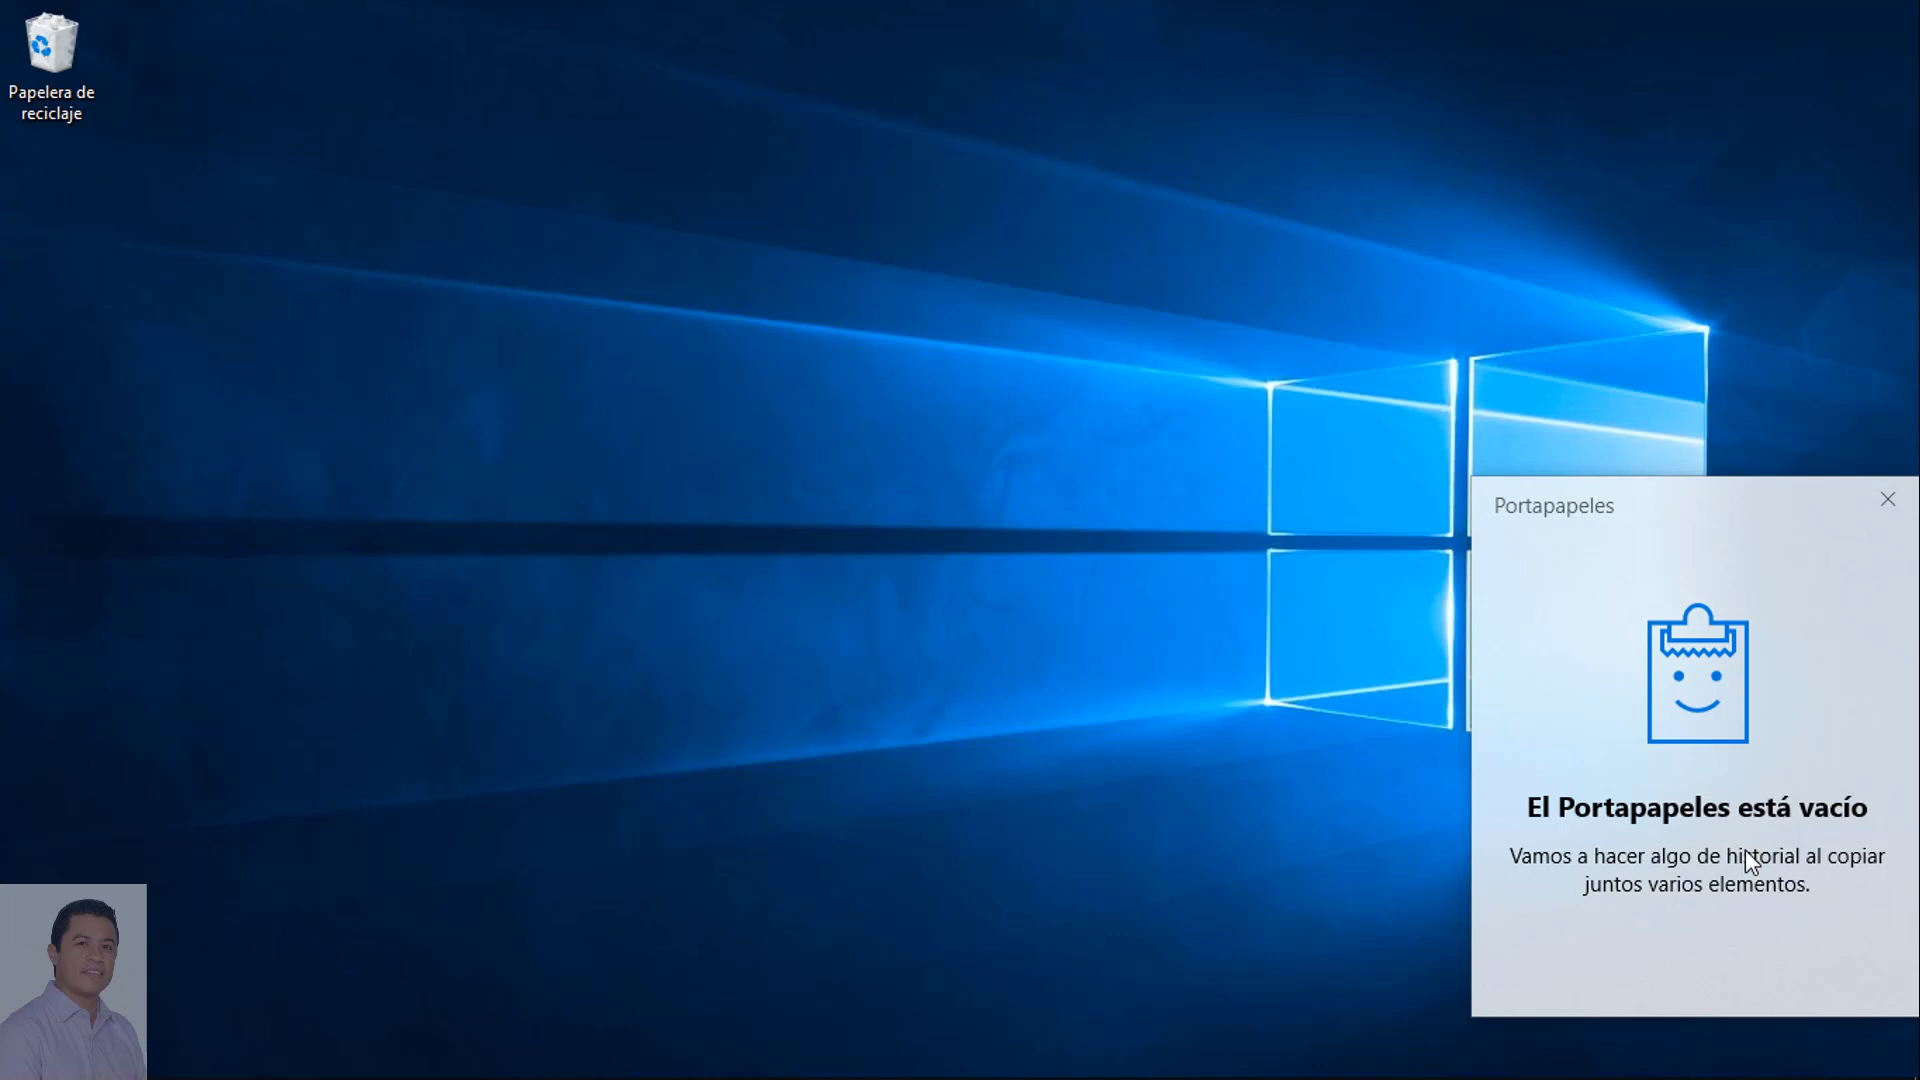 Papelera de
reciclaje
Portapapeles
El Portapapeles está vacío
Vamos a hacer algo de historial al copiar
juntos varios elementos.